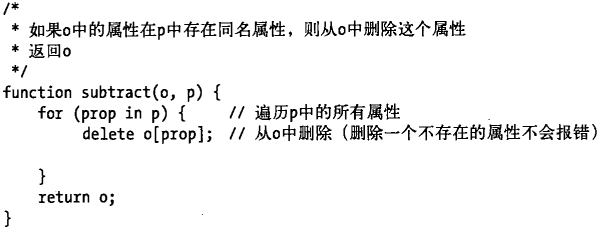 /*
 * 如果o中的属性在p中存在同名属性，则从o中删除这个属性
 * 返回o
 */
function subtract(o, p) {
    for (prop in p) {     // 遍历p中的所有属性
        delete o[prop];  // 从o中删除（删除一个不存在的属性不会报错）
    }
    return o;
}